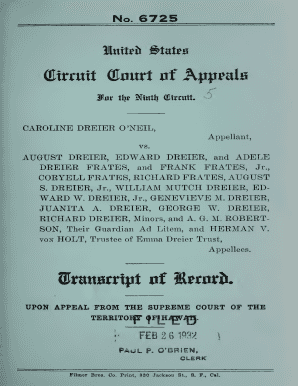 No. 6725
United States
Circuit Court of Appeals
For the Ninth Circuit. 5
CAROLINE DREIER O'NEIL,
Appellant,
vs.
AUGUST DREIER, EDWARD DREIER, and ADELE
DREIER FRATES, and FRANK FRATES, Jr.,
CORYELL FRATES, RICHARD FRATES, AUGUST
S. DREIER, Jr., WILLIAM MUTCH DREIER, ED-
WARD W. DREIER, Jr., GENEVIEVE M. DREIER,
JUANITA A. DREIER, GEORGE W. DREIER,
RICHARD DREIER, Minors, and A. G. M. ROBERT-
SON, Their Guardian Ad Litem, and HERMAN V.
von HOLT, Trustee of Emma Dreier Trust,
Appellees.
Transcript of Record.
UPON APPEAL FROM THE SUPREME COURT OF THE
TERRITORY OF HAWAII.
FILED
FEB 26 1932
PAUL P. O'BRIEN,
CLERK
Filmer Bros. Co. Print, 330 Jackson St., S. F., Cal.